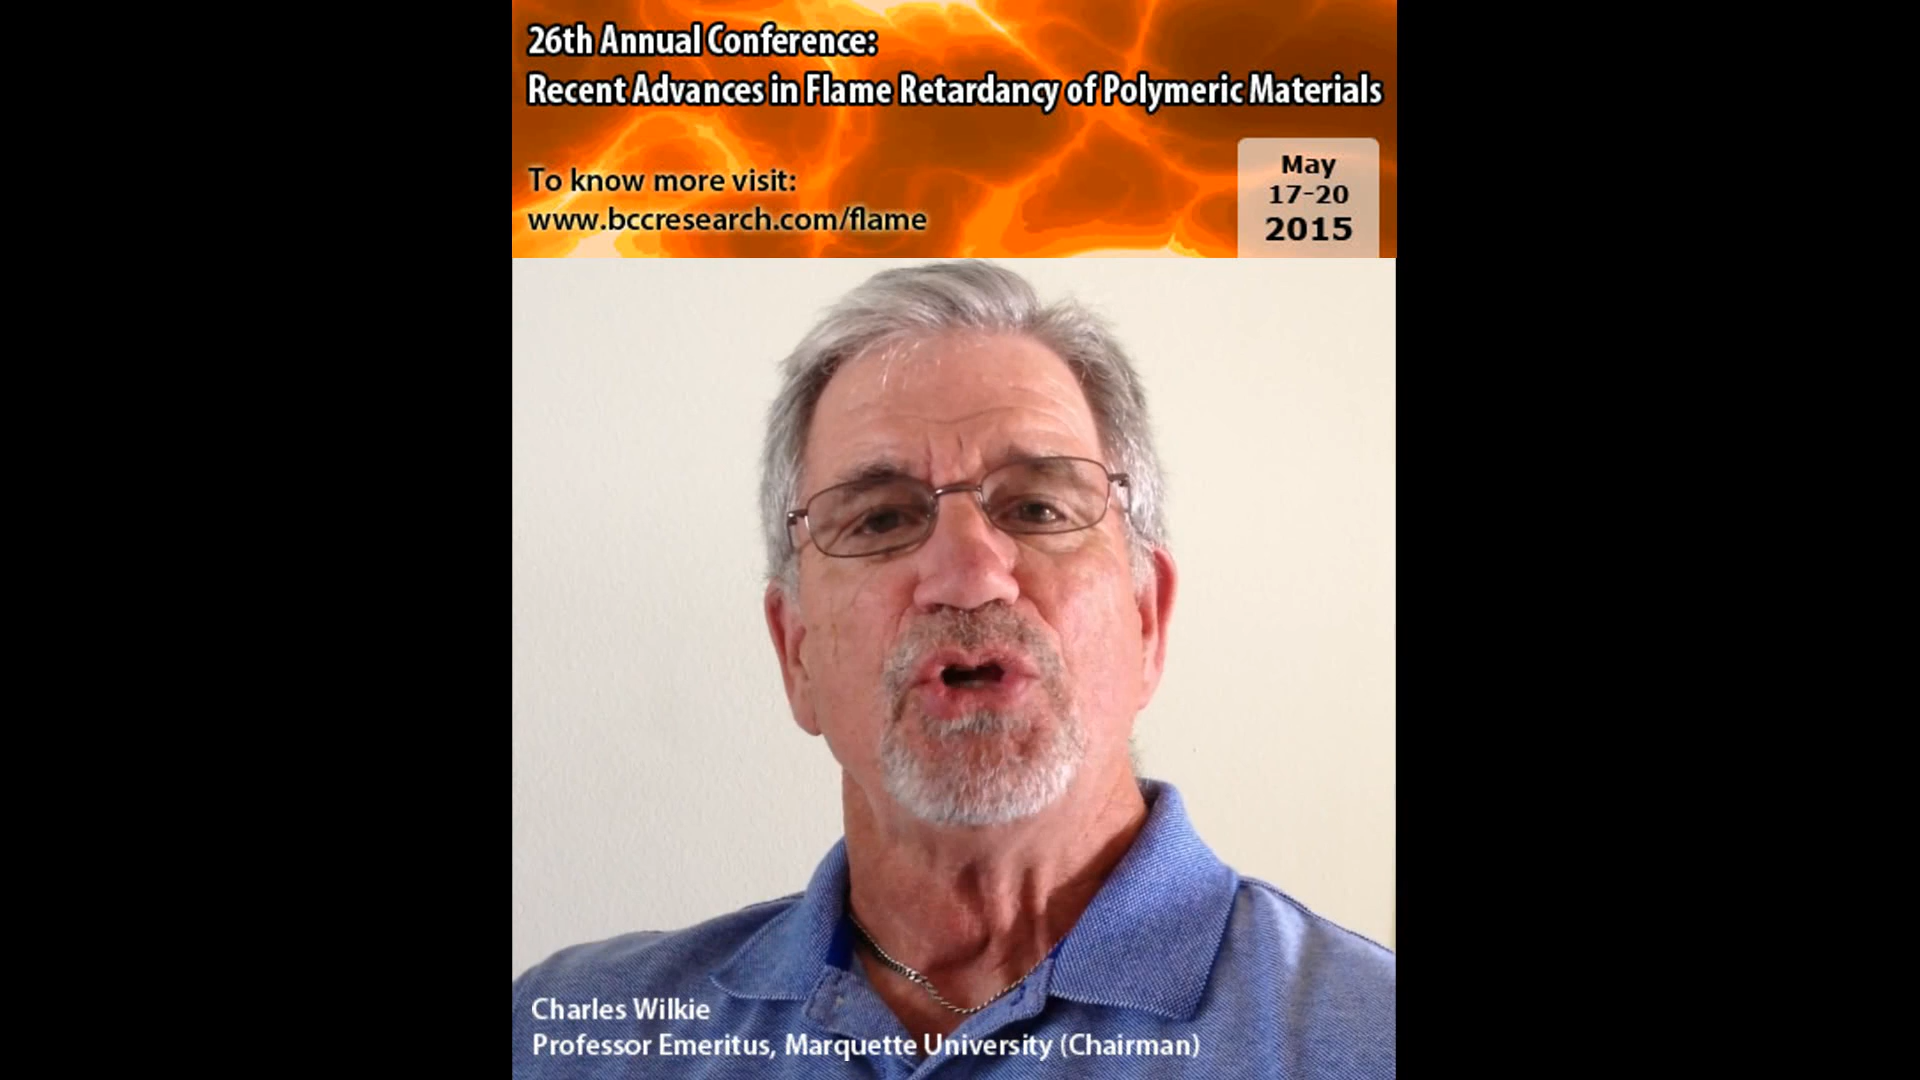 26th Annual Conference:
Recent Advances in Flame Retardancy of Polymeric Materials
To know more visit:
www.bccresearch.com/flame
May
17-20
2015
Charles Wilkie
Professor Emeritus, Marquette University (Chairman)